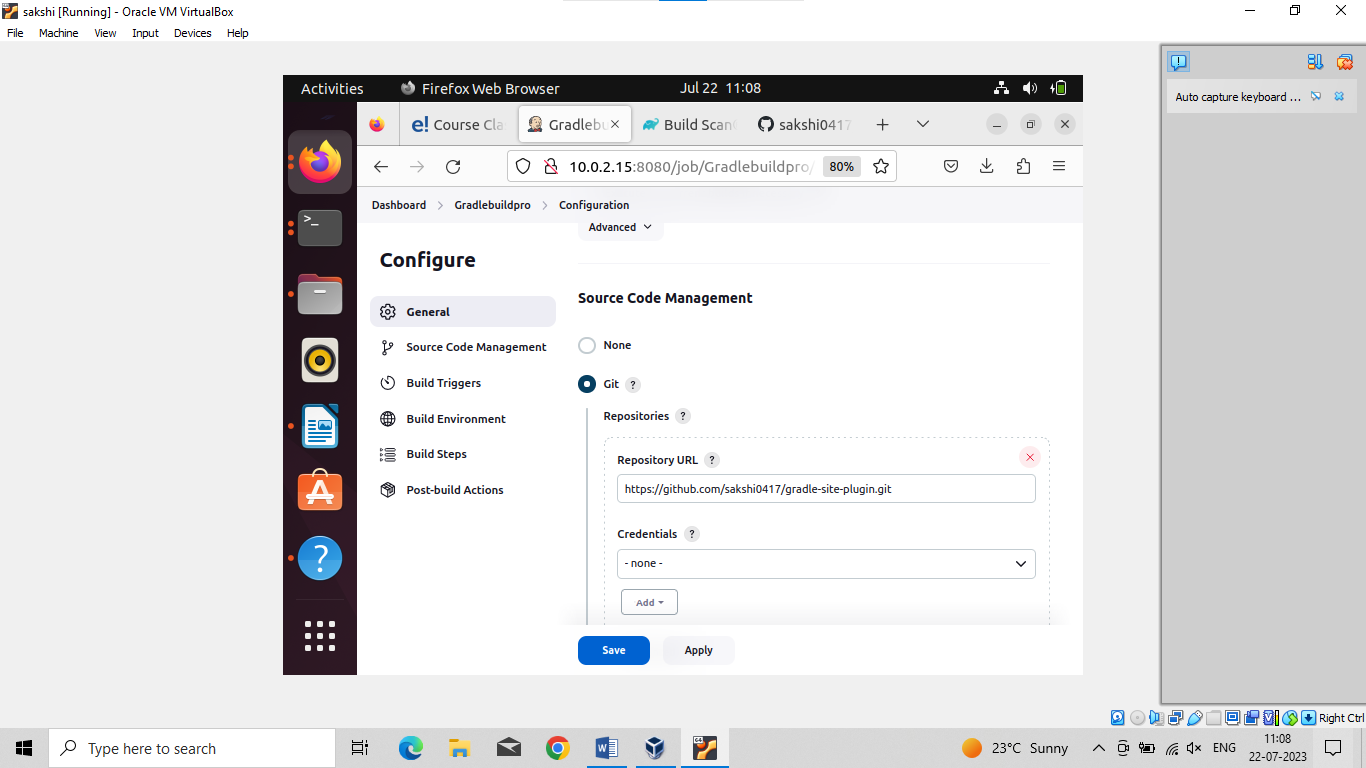 sakshi [Running] - Oracle VM VirtualBox
File Machine View Input Devices Help
Auto capture keyboard ...
Activities Firefox Web Browser Jul 22 11:08
e! Course Cla Gradlebu Build Scan sakshi0417
10.0.2.15:8080/job/Gradlebuildpro/ 80%
Dashboard Gradlebuildpro Configuration
Advanced
Configure
General
Source Code Management
Build Triggers
Build Environment
Build Steps
Post-build Actions
Source Code Management
None
Git ?
Repositories ?
Repository URL ?
https://github.com/sakshi0417/gradle-site-plugin.git
Credentials ?
- none -
Add
Save Apply
Right Ctrl
Type here to search
23°C Sunny
ENG
11:08
22-07-2023